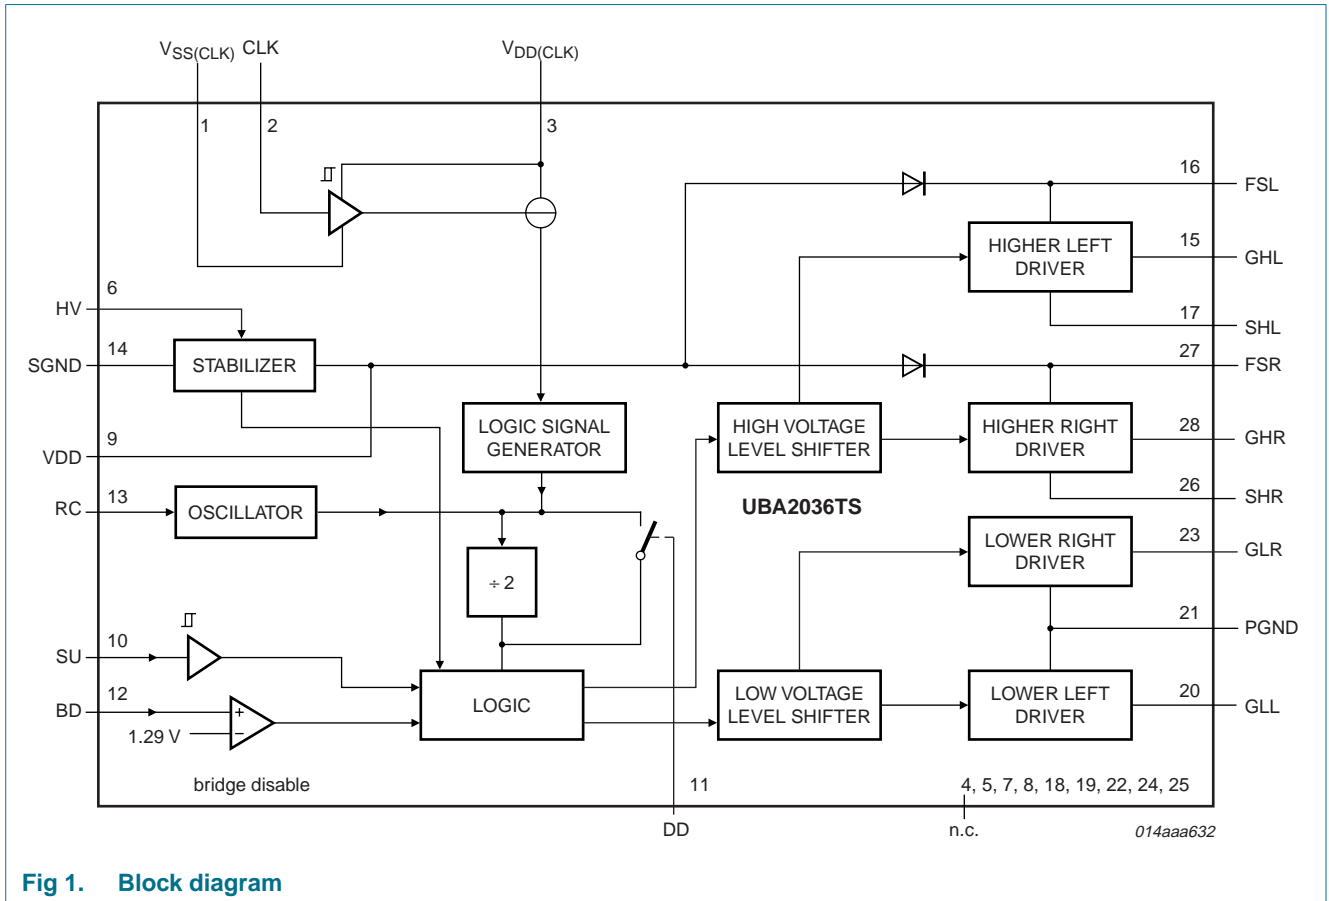 VSS(CLK) CLK VDD(CLK)
1 2 3
16 FSL
HIGHER LEFT
DRIVER
15 GHL
17 SHL
6 HV
14 SGND
STABILIZER
27 FSR
9 VDD
LOGIC SIGNAL
GENERATOR
HIGH VOLTAGE
LEVEL SHIFTER
HIGHER RIGHT
DRIVER
28 GHR
26 SHR
13 RC
OSCILLATOR
UBA2036TS
LOWER RIGHT
DRIVER
23 GLR
÷ 2
21 PGND
10 SU
12 BD
+
−
1.29 V
LOGIC
LOW VOLTAGE
LEVEL SHIFTER
LOWER LEFT
DRIVER
20 GLL
bridge disable
11
4, 5, 7, 8, 18, 19, 22, 24, 25
DD
n.c.
014aaa632
Fig 1. Block diagram